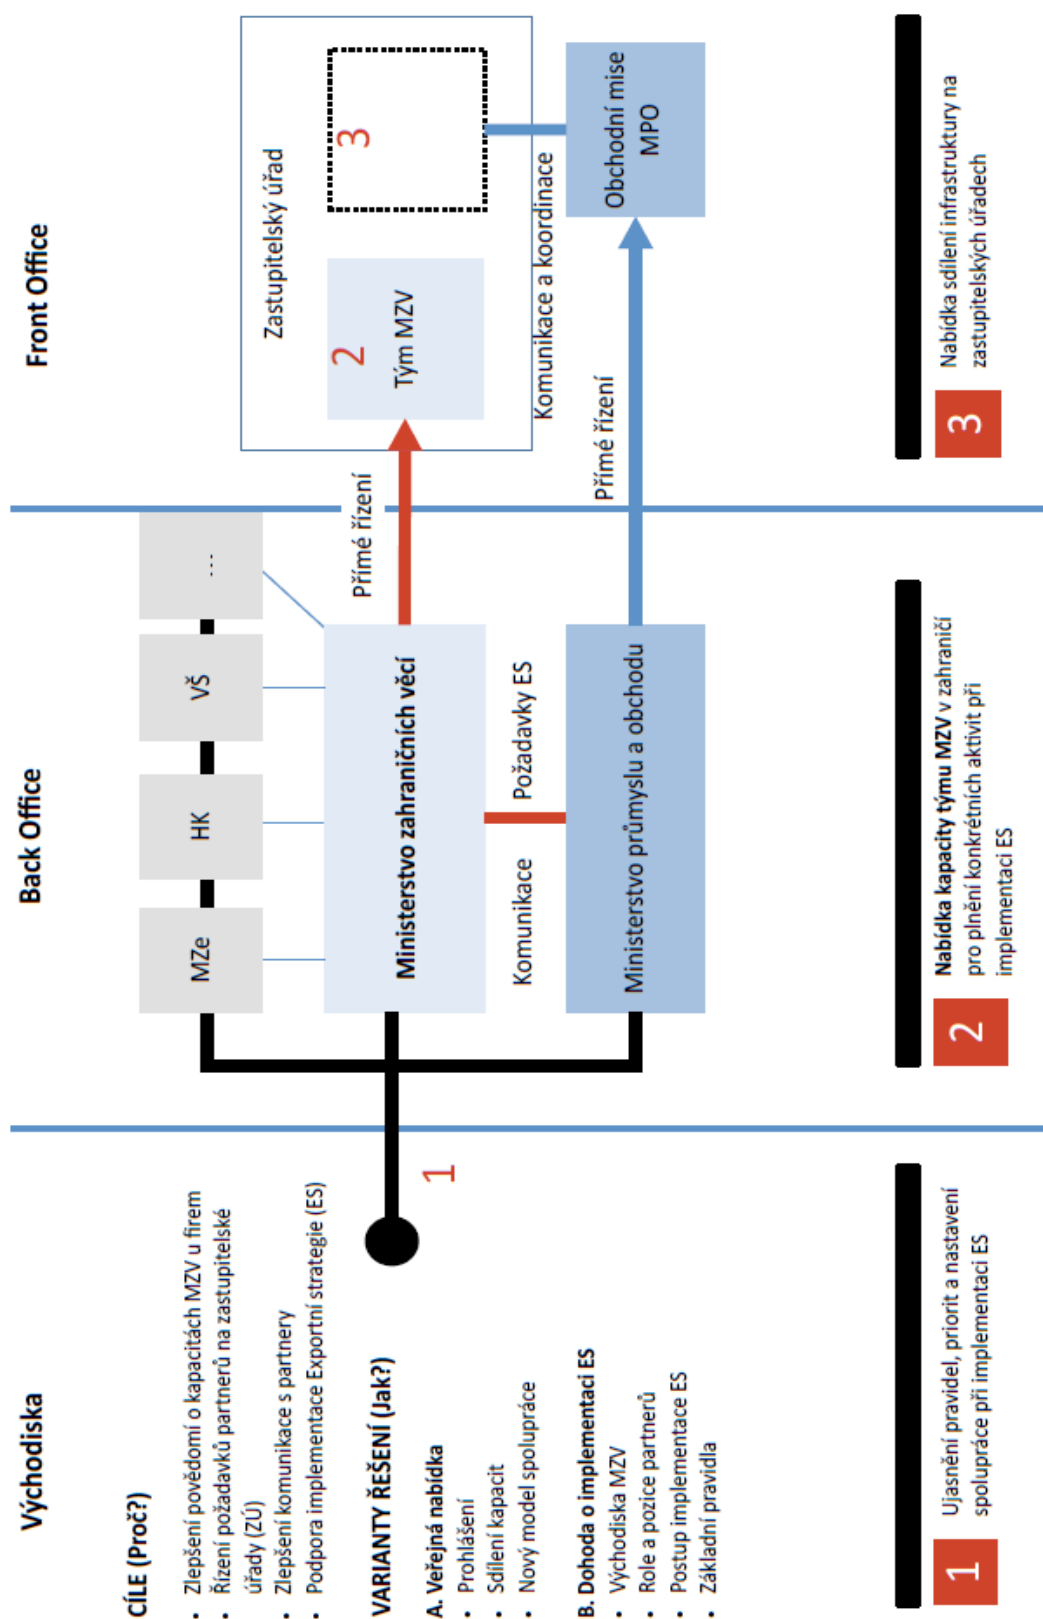 Východiska
CÍLE (Proč?)
• Zlepšení povědomí o kapacitách MZV u firem
• Řízení požadavků partnerů na zastupitelské
úřady (ZÚ)
• Zlepšení komunikace s partnery
• Podpora implementace Exportní strategie (ES)
VARIANTY ŘEŠENÍ (Jak?)
A. Veřejná nabídka
• Prohlášení
• Sdílení kapacit
• Nový model spolupráce
B. Dohoda o implementaci ES
• Východiska MZV
• Role a pozice partnerů
• Postup implementace ES
• Základní pravidla
1
Back Office
MZe
HK
VŠ
...
Ministerstvo zahraničních věcí
Komunikace
Požadavky ES
Ministerstvo průmyslu a obchodu
Front Office
Zastupitelský úřad
Přímé řízení
2
Tým MZV
3
Komunikace a koordinace
Přímé řízení
Obchodní mise
MPO
1
Ujasnění pravidel, priorit a nastavení
spolupráce při implementaci ES
2
Nabídka kapacity týmu MZV v zahraničí
pro plnění konkrétních aktivit při
implementaci ES
3
Nabídka sdílení infrastruktury na
zastupitelských úřadech